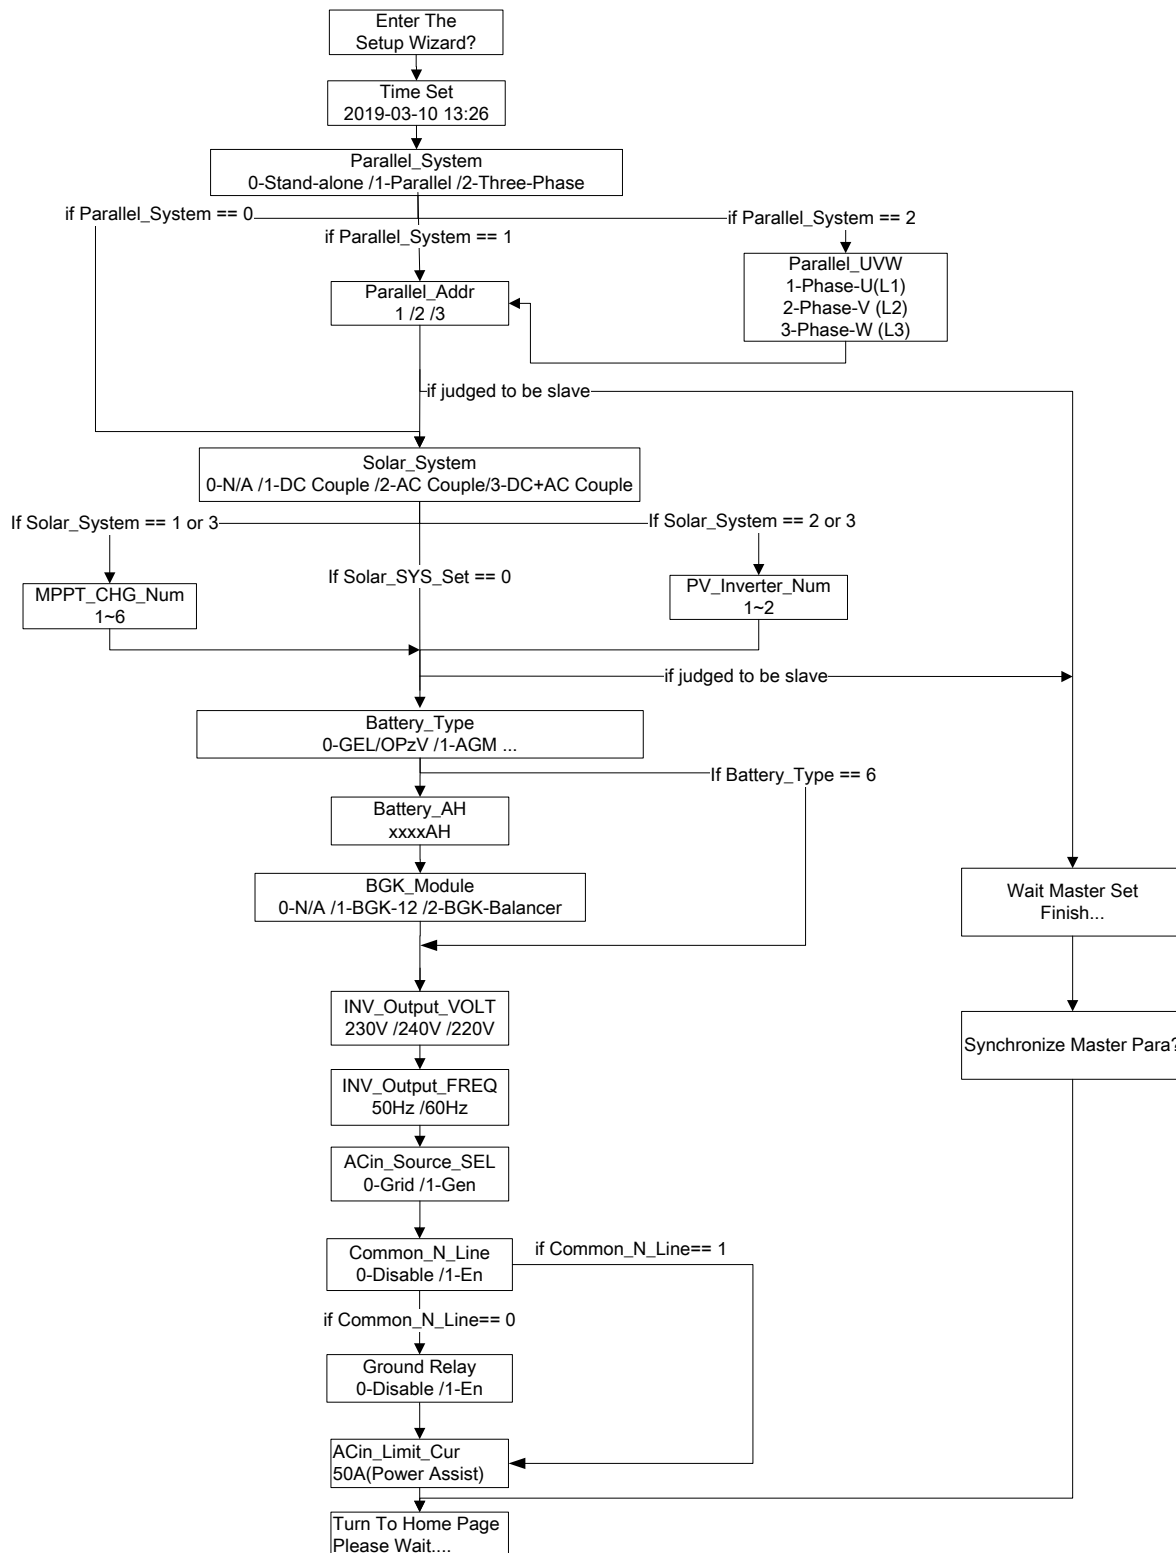 Enter The
Setup Wizard?
Time Set
2019-03-10 13:26
Parallel_System
0-Stand-alone /1-Parallel /2-Three-Phase
if Parallel_System == 0
if Parallel_System == 1
if Parallel_System == 2
Parallel_UVW
1-Phase-U(L1)
2-Phase-V (L2)
3-Phase-W (L3)
Parallel_Addr
1 /2 /3
if judged to be slave
Solar_System
0-N/A /1-DC Couple /2-AC Couple/3-DC+AC Couple
If Solar_System == 1 or 3
If Solar_System == 2 or 3
If Solar_SYS_Set == 0
MPPT_CHG_Num
1~6
PV_Inverter_Num
1~2
if judged to be slave
Battery_Type
0-GEL/OPzV /1-AGM ...
If Battery_Type == 6
Battery_AH
xxxxAH
BGK_Module
0-N/A /1-BGK-12 /2-BGK-Balancer
Wait Master Set
Finish...
INV_Output_VOLT
230V /240V /220V
Synchronize Master Para?
INV_Output_FREQ
50Hz /60Hz
ACin_Source_SEL
0-Grid /1-Gen
Common_N_Line
0-Disable /1-En
if Common_N_Line== 1
if Common_N_Line== 0
Ground Relay
0-Disable /1-En
ACin_Limit_Cur
50A(Power Assist)
Turn To Home Page
Please Wait....